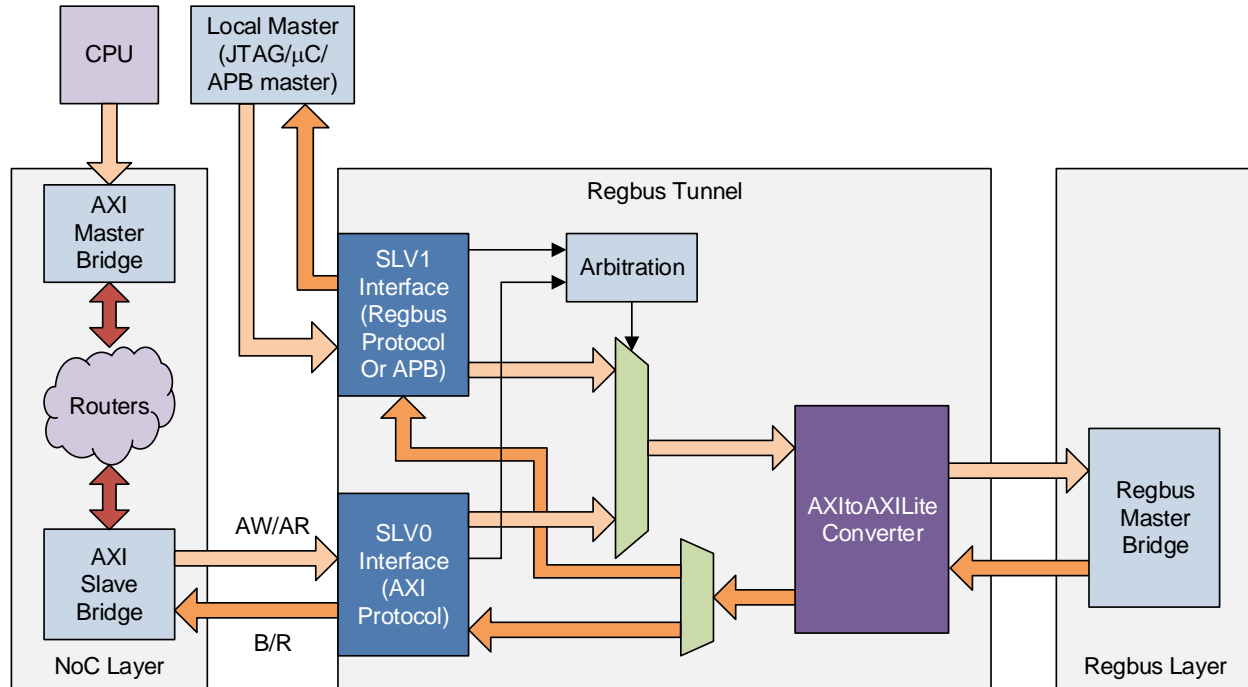 CPU
Local Master
(JTAG/μC/
APB master)
Regbus Tunnel
AXI
Master
Bridge
SLV1
Interface
(Regbus
Protocol
Or APB)
Arbitration
Routers
AXItoAXILite
Converter
Regbus
Master
Bridge
AW/AR
SLV0
Interface
(AXI
Protocol)
AXI
Slave
Bridge
B/R
NoC Layer
Regbus Layer